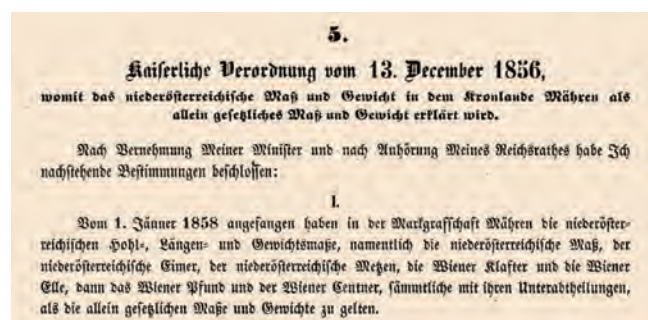 5.
Kaiserliche Verordnung vom 13. December 1856,
womit das niederösterreichische Maß und Gewicht in dem Kronlande Mähren als
allein gesetzliches Maß und Gewicht erklärt wird.
Nach Vernehmung Meiner Minister und nach Anhörung Meines Reichsrathes habe Ich
nachstehende Bestimmungen beschlossen:
I.
Vom 1. Jänner 1858 angefangen haben in der Markgrafschaft Mähren die niederöster-
reichischen Hohl-, Längen- und Gewichtsmaße, namentlich die niederösterreichische Maß, der
niederösterreichische Eimer, der niederösterreichische Metzen, die Wiener Klafter und die Wiener
Elle, dann das Wiener Pfund und der Wiener Centner, sämmtliche mit ihren Unterabtheilungen,
als die allein gesetzlichen Maße und Gewichte zu gelten.